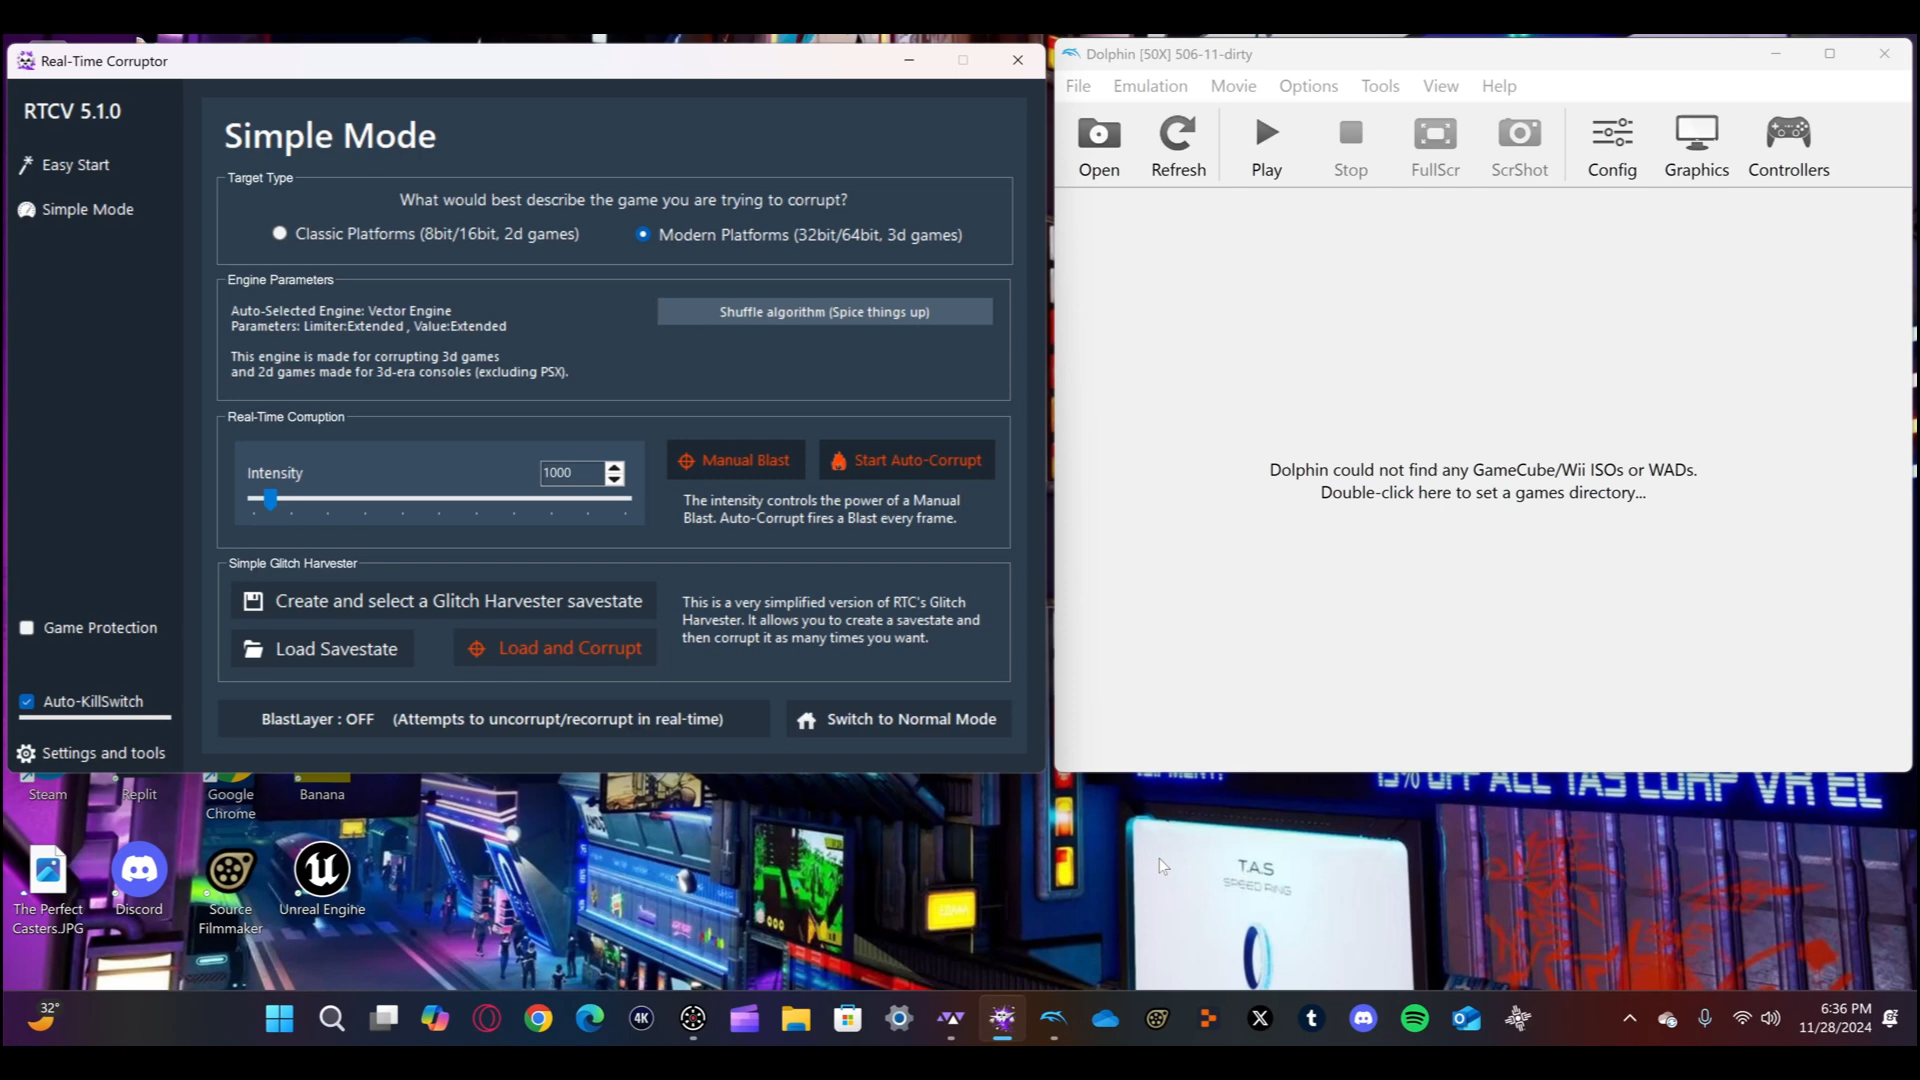 Real-Time Corruptor
RTCV 5.1.0
Easy Start
Simple Mode
Game Protection
Auto-KillSwitch
Settings and tools
Simple Mode
Target Type
What would best describe the game you are trying to corrupt?
Classic Platforms (8bit/16bit, 2d games)
Modern Platforms (32bit/64bit, 3d games)
Engine Parameters
Auto-Selected Engine: Vector Engine
Parameters: Limiter:Extended , Value:Extended
This engine is made for corrupting 3d games
and 2d games made for 3d-era consoles (excluding PSX).
Shuffle algorithm (Spice things up)
Real-Time Corruption
Intensity
1000
Manual Blast
Start Auto-Corrupt
The intensity controls the power of a Manual
Blast. Auto-Corrupt fires a Blast every frame.
Simple Glitch Harvester
Create and select a Glitch Harvester savestate
Load Savestate
Load and Corrupt
This is a very simplified version of RTC's Glitch
Harvester. It allows you to create a savestate and
then corrupt it as many times you want.
BlastLayer : OFF (Attempts to uncorrupt/recorrupt in real-time)
Switch to Normal Mode
Dolphin [50X] 506-11-dirty
File Emulation Movie Options Tools View Help
Open Refresh Play Stop FullScr ScrShot Config Graphics Controllers
Dolphin could not find any GameCube/Wii ISOs or WADs.
Double-click here to set a games directory...
Steam
Replit
Google
Chrome
Banana
The Perfect
Casters.JPG
Discord
Source
Filmmaker
Unreal Engine
15% OFF ALL TAS CORP VR EL
T.A.S
SPEED RING
32°
4K
6:36 PM
11/28/2024